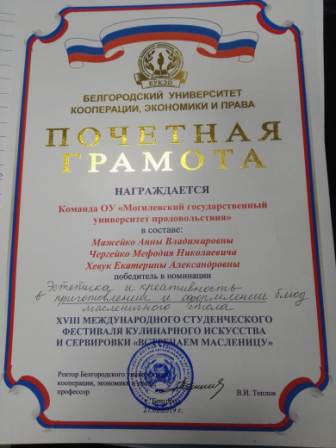 БЕЛГОРОДСКИЙ УНИВЕРСИТЕТ
КООПЕРАЦИИ, ЭКОНОМИКИ И ПРАВА
ПОЧЕТНАЯ
ГРАМОТА
НАГРАЖДАЕТСЯ
Команда ОУ «Могилевский государственный
университет продовольствия»
в составе:
Мажейко Анны Владимировны
Чергейко Мефодия Николаевича
Хевук Екатерины Александровны
победитель в номинации
Эстетика и креативность
в приготовлении и оформлении блюд
масленичного стола
XVIII МЕЖДУНАРОДНОГО СТУДЕНЧЕСКОГО
ФЕСТИВАЛЯ КУЛИНАРНОГО ИСКУССТВА
И СЕРВИРОВКИ «ВСТРЕЧАЕМ МАСЛЕНИЦУ»
Ректор Белгородского университета
кооперации, экономики и права
профессор
В.И. Теплов